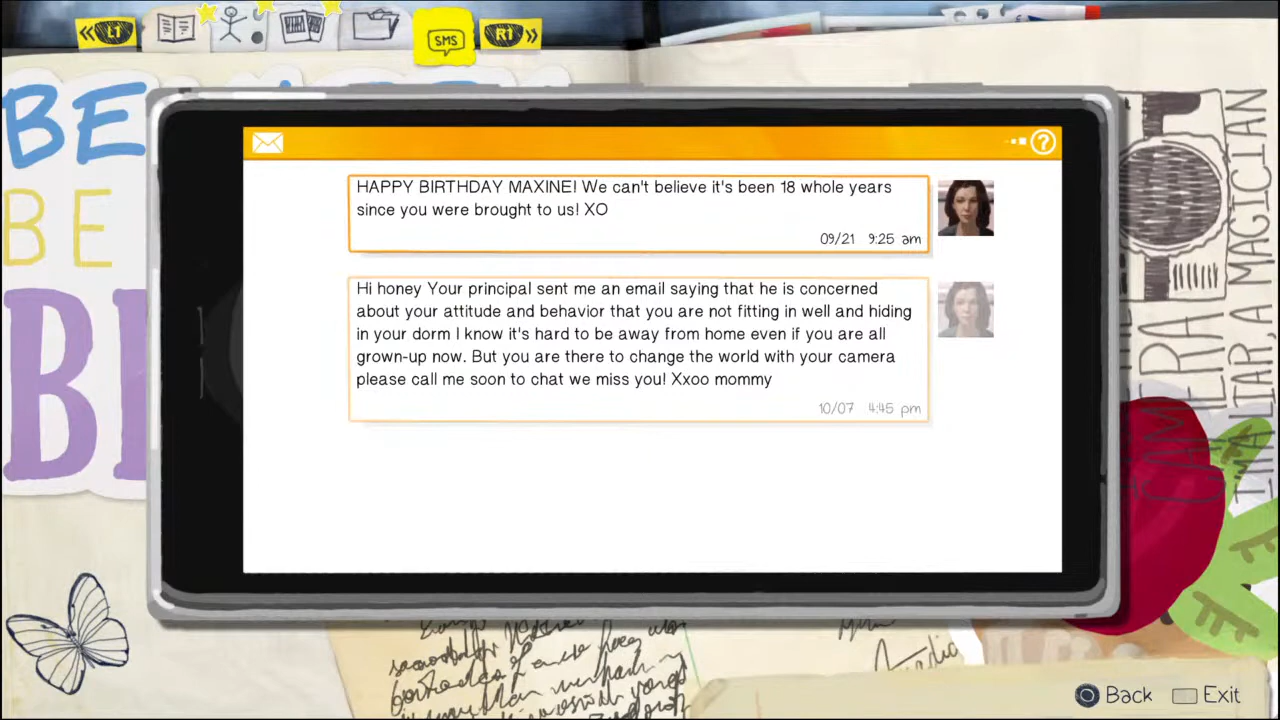 L1
SMS
R1
BE
BE
HAPPY BIRTHDAY MAXINE! We can't believe it's been 18 whole years
since you were brought to us! XO
09/21 9:25 am
Hi honey Your principal sent me an email saying that he is concerned
about your attitude and behavior that you are not fitting in well and hiding
in your dorm I know it's hard to be away from home even if you are all
grown-up now. But you are there to change the world with your camera
please call me soon to chat we miss you! Xxoo mommy
10/07 4:45 pm
CAMERA
I'M A LIAR, A MAGICIAN
Back
Exit